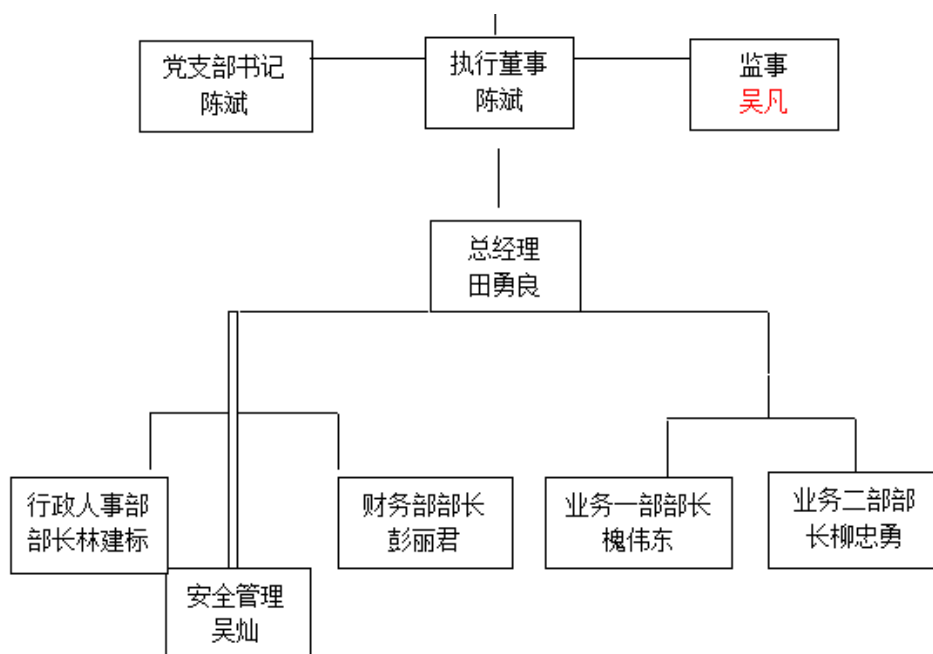 党支部书记
陈斌
执行董事
陈斌
监事
吴凡
总经理
田勇良
行政人事部
部长林建标
财务部部长
彭丽君
业务一部部长
槐伟东
业务二部部
长柳忠勇
安全管理
吴灿